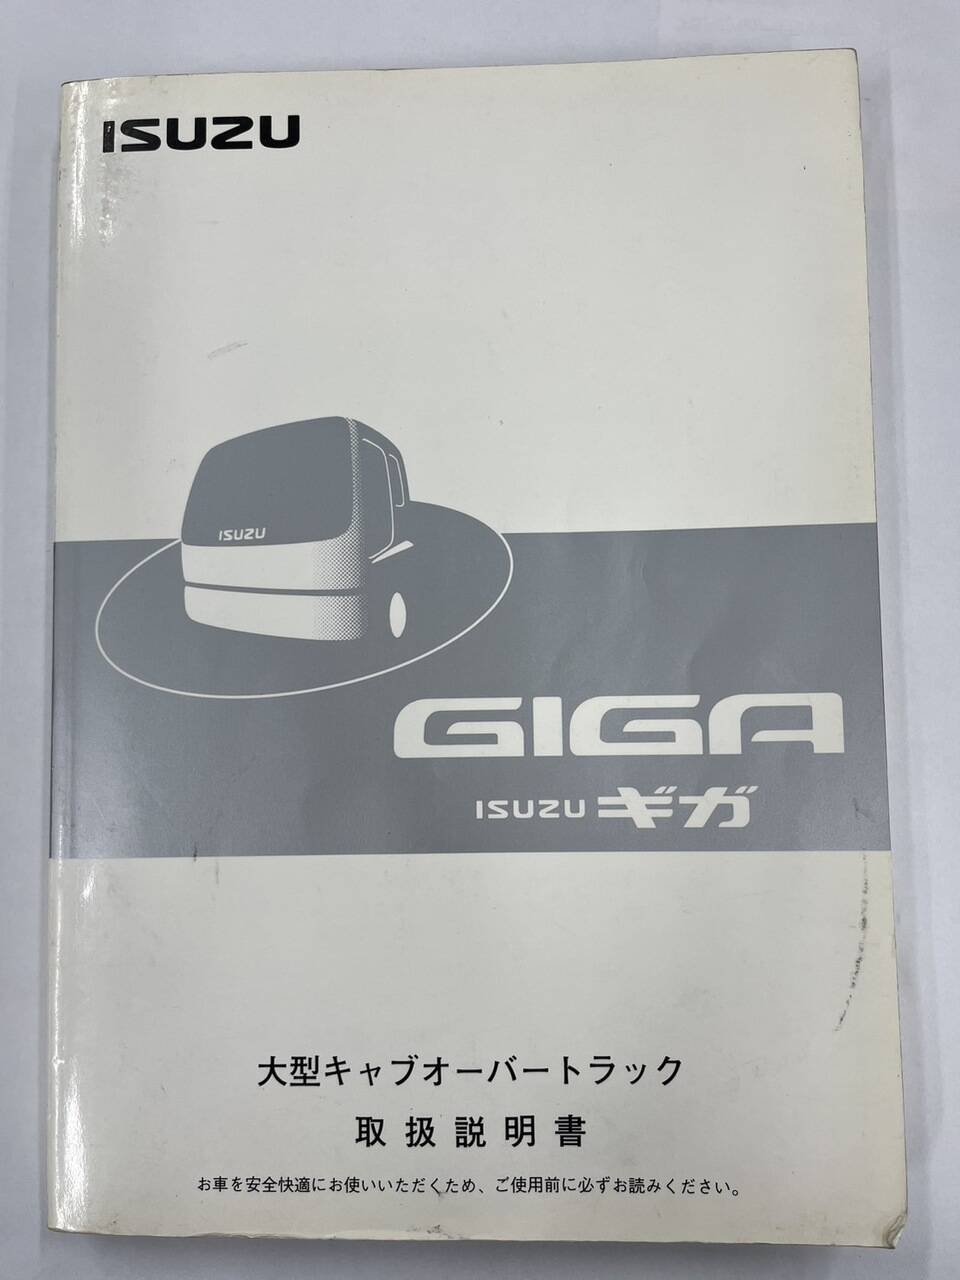 ISUZU
ISUZU
GIGA
ISUZU ギガ
大型キャブオーバートラック
取扱説明書
お車を安全快適にお使いいただくため、ご使用前に必ずお読みください。